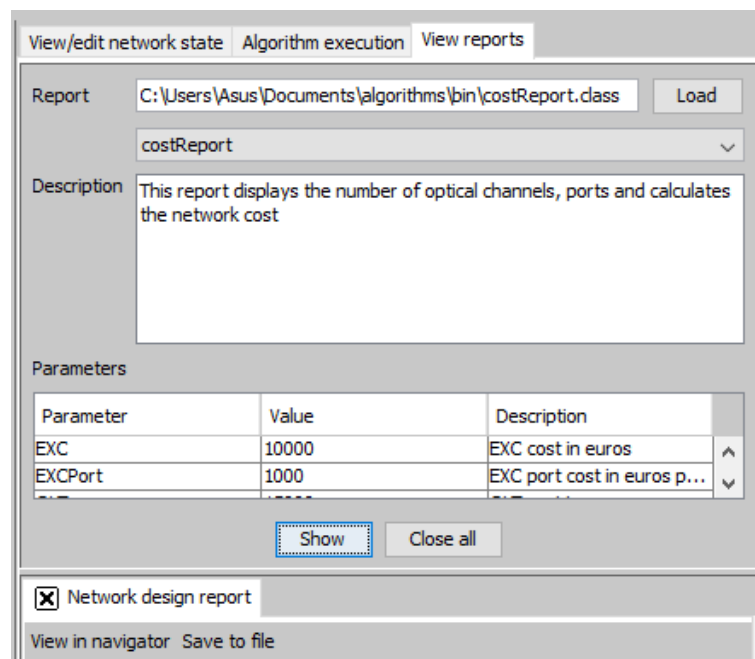 View/edit network state Algorithm execution View reports
Report C:\Users\Asus\Documents\algorithms\bin\costReport.class Load
costReport
Description This report displays the number of optical channels, ports and calculates
the network cost
Parameters
Parameter Value Description
EXC 10000 EXC cost in euros
EXCPort 1000 EXC port cost in euros p...
Show Close all
Network design report
View in navigator Save to file